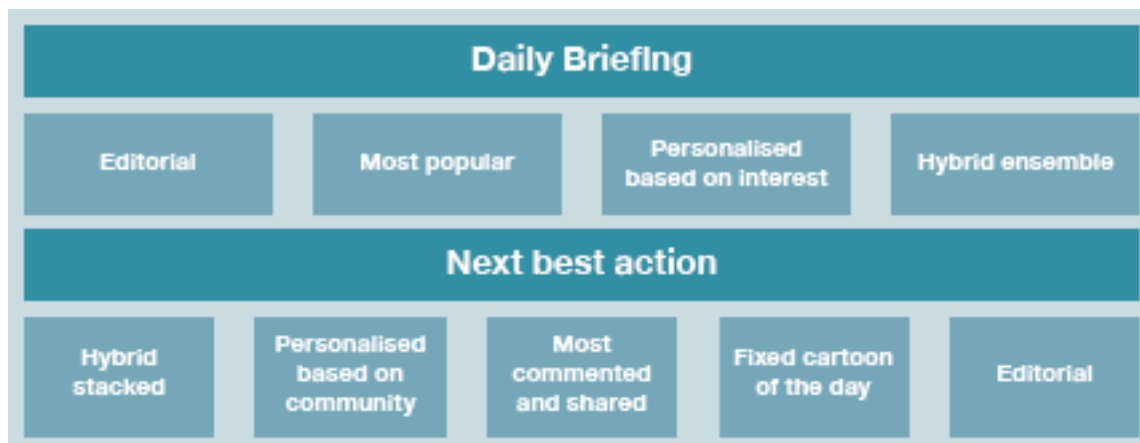 Daily Briefing
Editorial
Most popular
Personalised
based on interest
Hybrid ensemble
Next best action
Hybrid
stacked
Personalised
based on
community
Most
commented
and shared
Fixed cartoon
of the day
Editorial